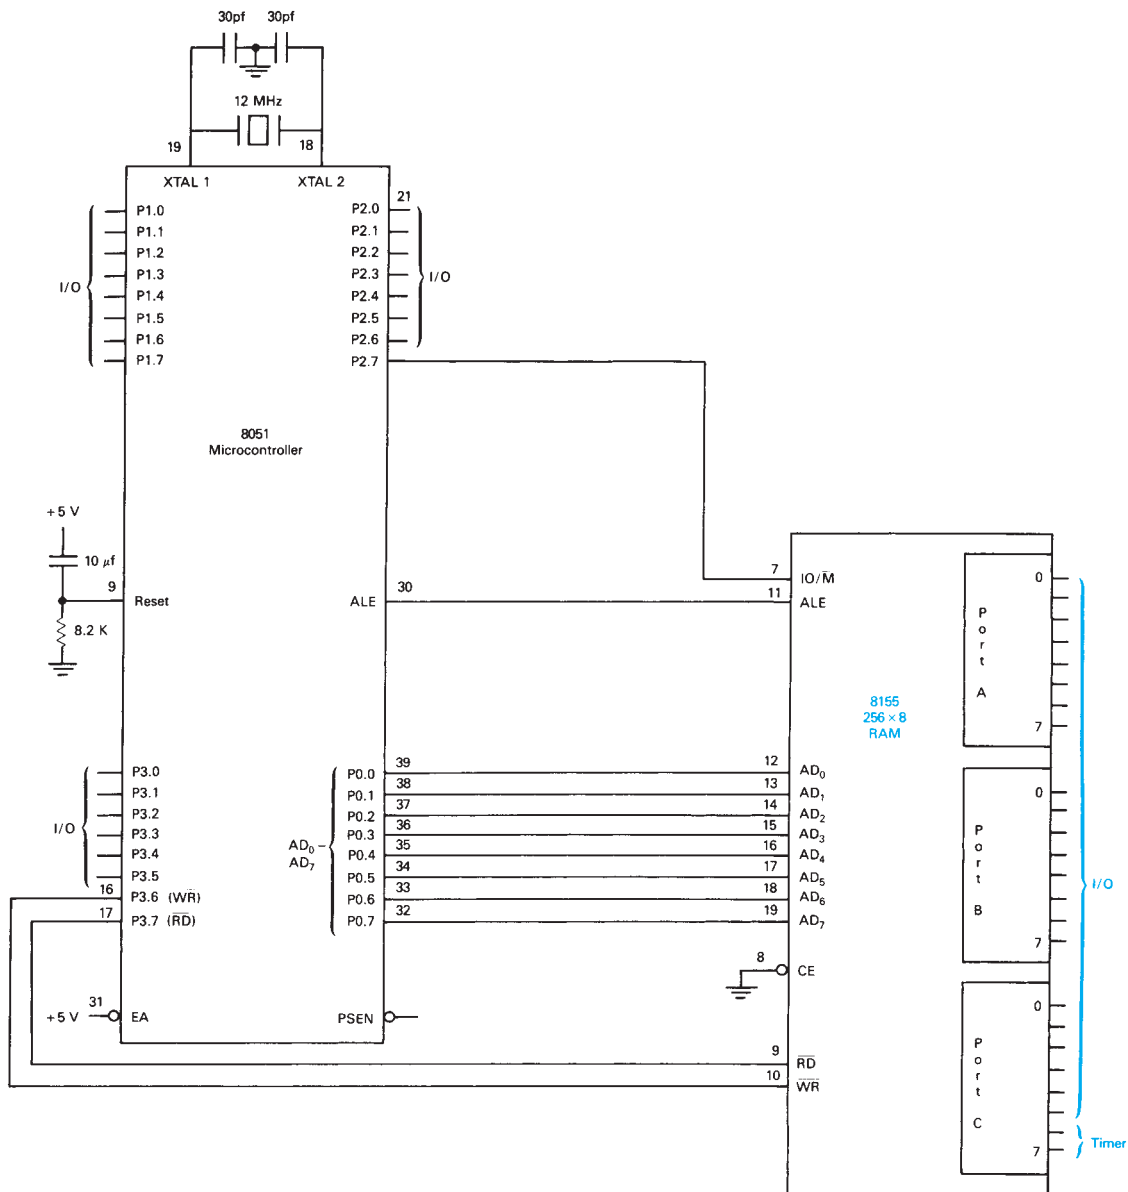 30pf 30pf
12 MHz
19 18
XTAL 1 XTAL 2
21
P1.0 P2.0
P1.1 P2.1
P1.2 P2.2
P1.3 P2.3
I/O I/O
P1.4 P2.4
P1.5 P2.5
P1.6 P2.6
P1.7 P2.7
8051
Microcontroller
+5 V
10 µf
9 30 7 IO/M̅ 0
Reset ALE 11 ALE
8.2 K
Port A
8155
256 × 8
RAM
7
P3.0 P0.0 39 12 AD₀
P3.1 P0.1 38 13 AD₁ 0
P3.2 P0.2 37 14 AD₂
P3.3 P0.3 36 15 AD₃
I/O
AD₀–
AD₇
P3.4 P0.4 35 16 AD₄
P3.5 P0.5 34 17 AD₅
16 P3.6 (W̅R̅) P0.6 33 18 AD₆
17 P3.7 (R̅D̅) P0.7 32 19 AD₇
Port B
I/O
7
8 CE
31
+5 V EA PSEN
0
9 R̅D̅
10 W̅R̅
Port C
7
Timer